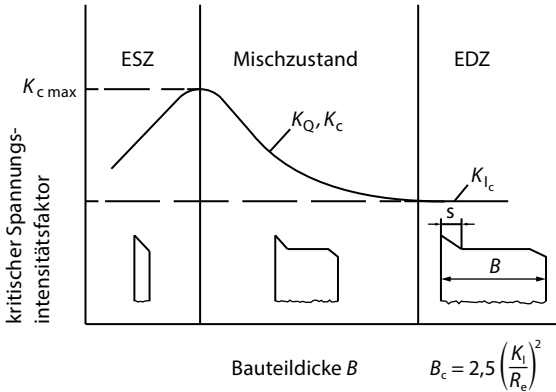 ESZ
Mischzustand
EDZ
K_c max
K_Q, K_c
K_Ic
s
B
kritischer Spannungs-
intensitätsfaktor
Bauteildicke B
B_c = 2,5 (K_I/R_e)^2